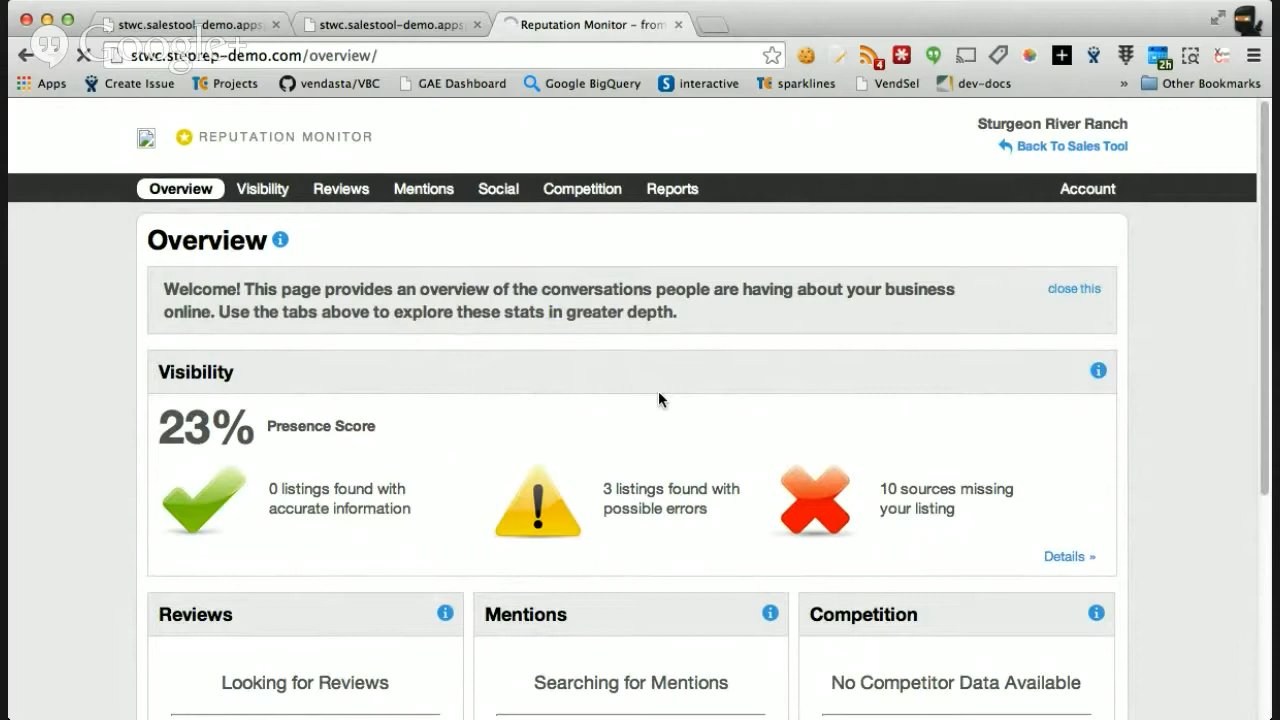 stwc.salestool-demo.apps
stwc.salestool-demo.apps
Reputation Monitor – from
Google+
stwc.steprep-demo.com/overview/
4
2h
Apps
Create Issue
Projects
vendasta/VBC
GAE Dashboard
Google BigQuery
interactive
sparklines
VendSel
dev-docs
»
Other Bookmarks
REPUTATION MONITOR
Sturgeon River Ranch
Back To Sales Tool
Overview
Visibility
Reviews
Mentions
Social
Competition
Reports
Account
Overview
Welcome! This page provides an overview of the conversations people are having about your business
online. Use the tabs above to explore these stats in greater depth.
close this
Visibility
23%
Presence Score
0 listings found with
accurate information
3 listings found with
possible errors
10 sources missing
your listing
Details »
Reviews
Mentions
Competition
Looking for Reviews
Searching for Mentions
No Competitor Data Available